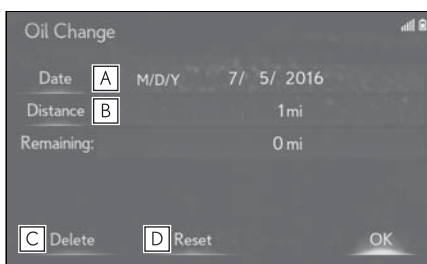 Oil Change
Date A M/D/Y 7/ 5/ 2016
Distance B 1mi
Remaining: 0 mi
C Delete D Reset OK